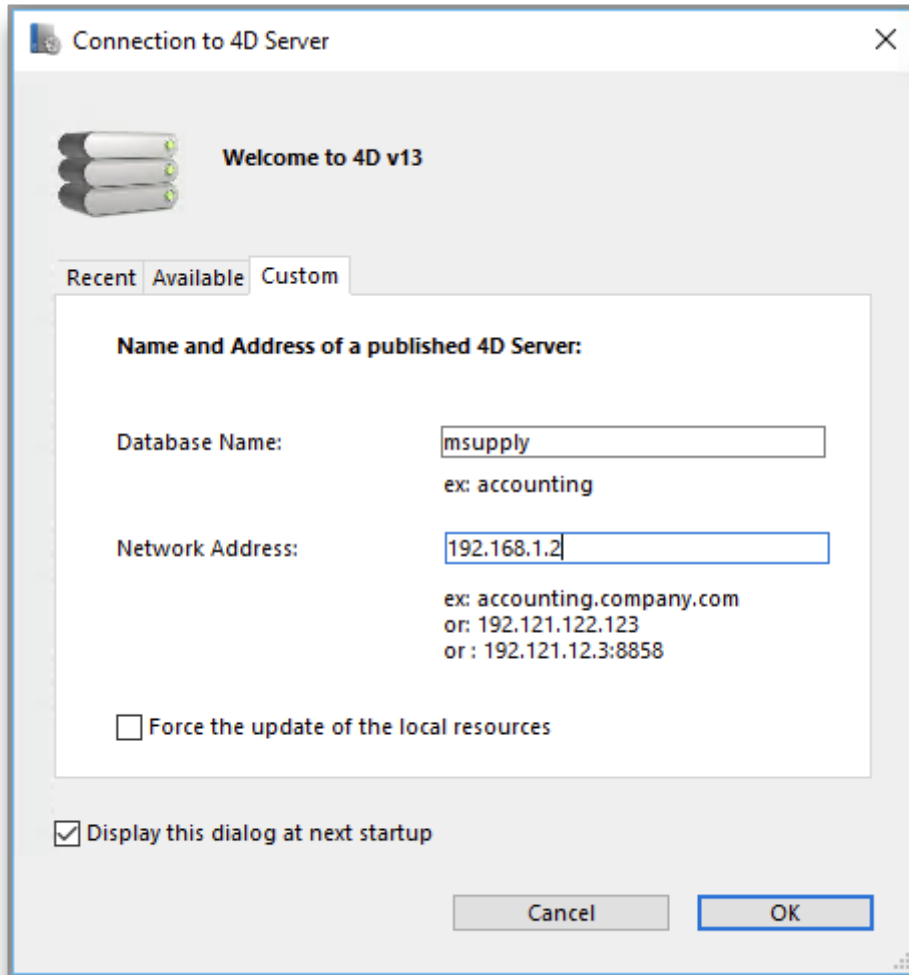 Connection to 4D Server
Welcome to 4D v13
Recent Available Custom
Name and Address of a published 4D Server:
Database Name: msupply
ex: accounting
Network Address: 192.168.1.2
ex: accounting.company.com
or: 192.121.122.123
or : 192.121.12.3:8858
Force the update of the local resources
Display this dialog at next startup
Cancel OK